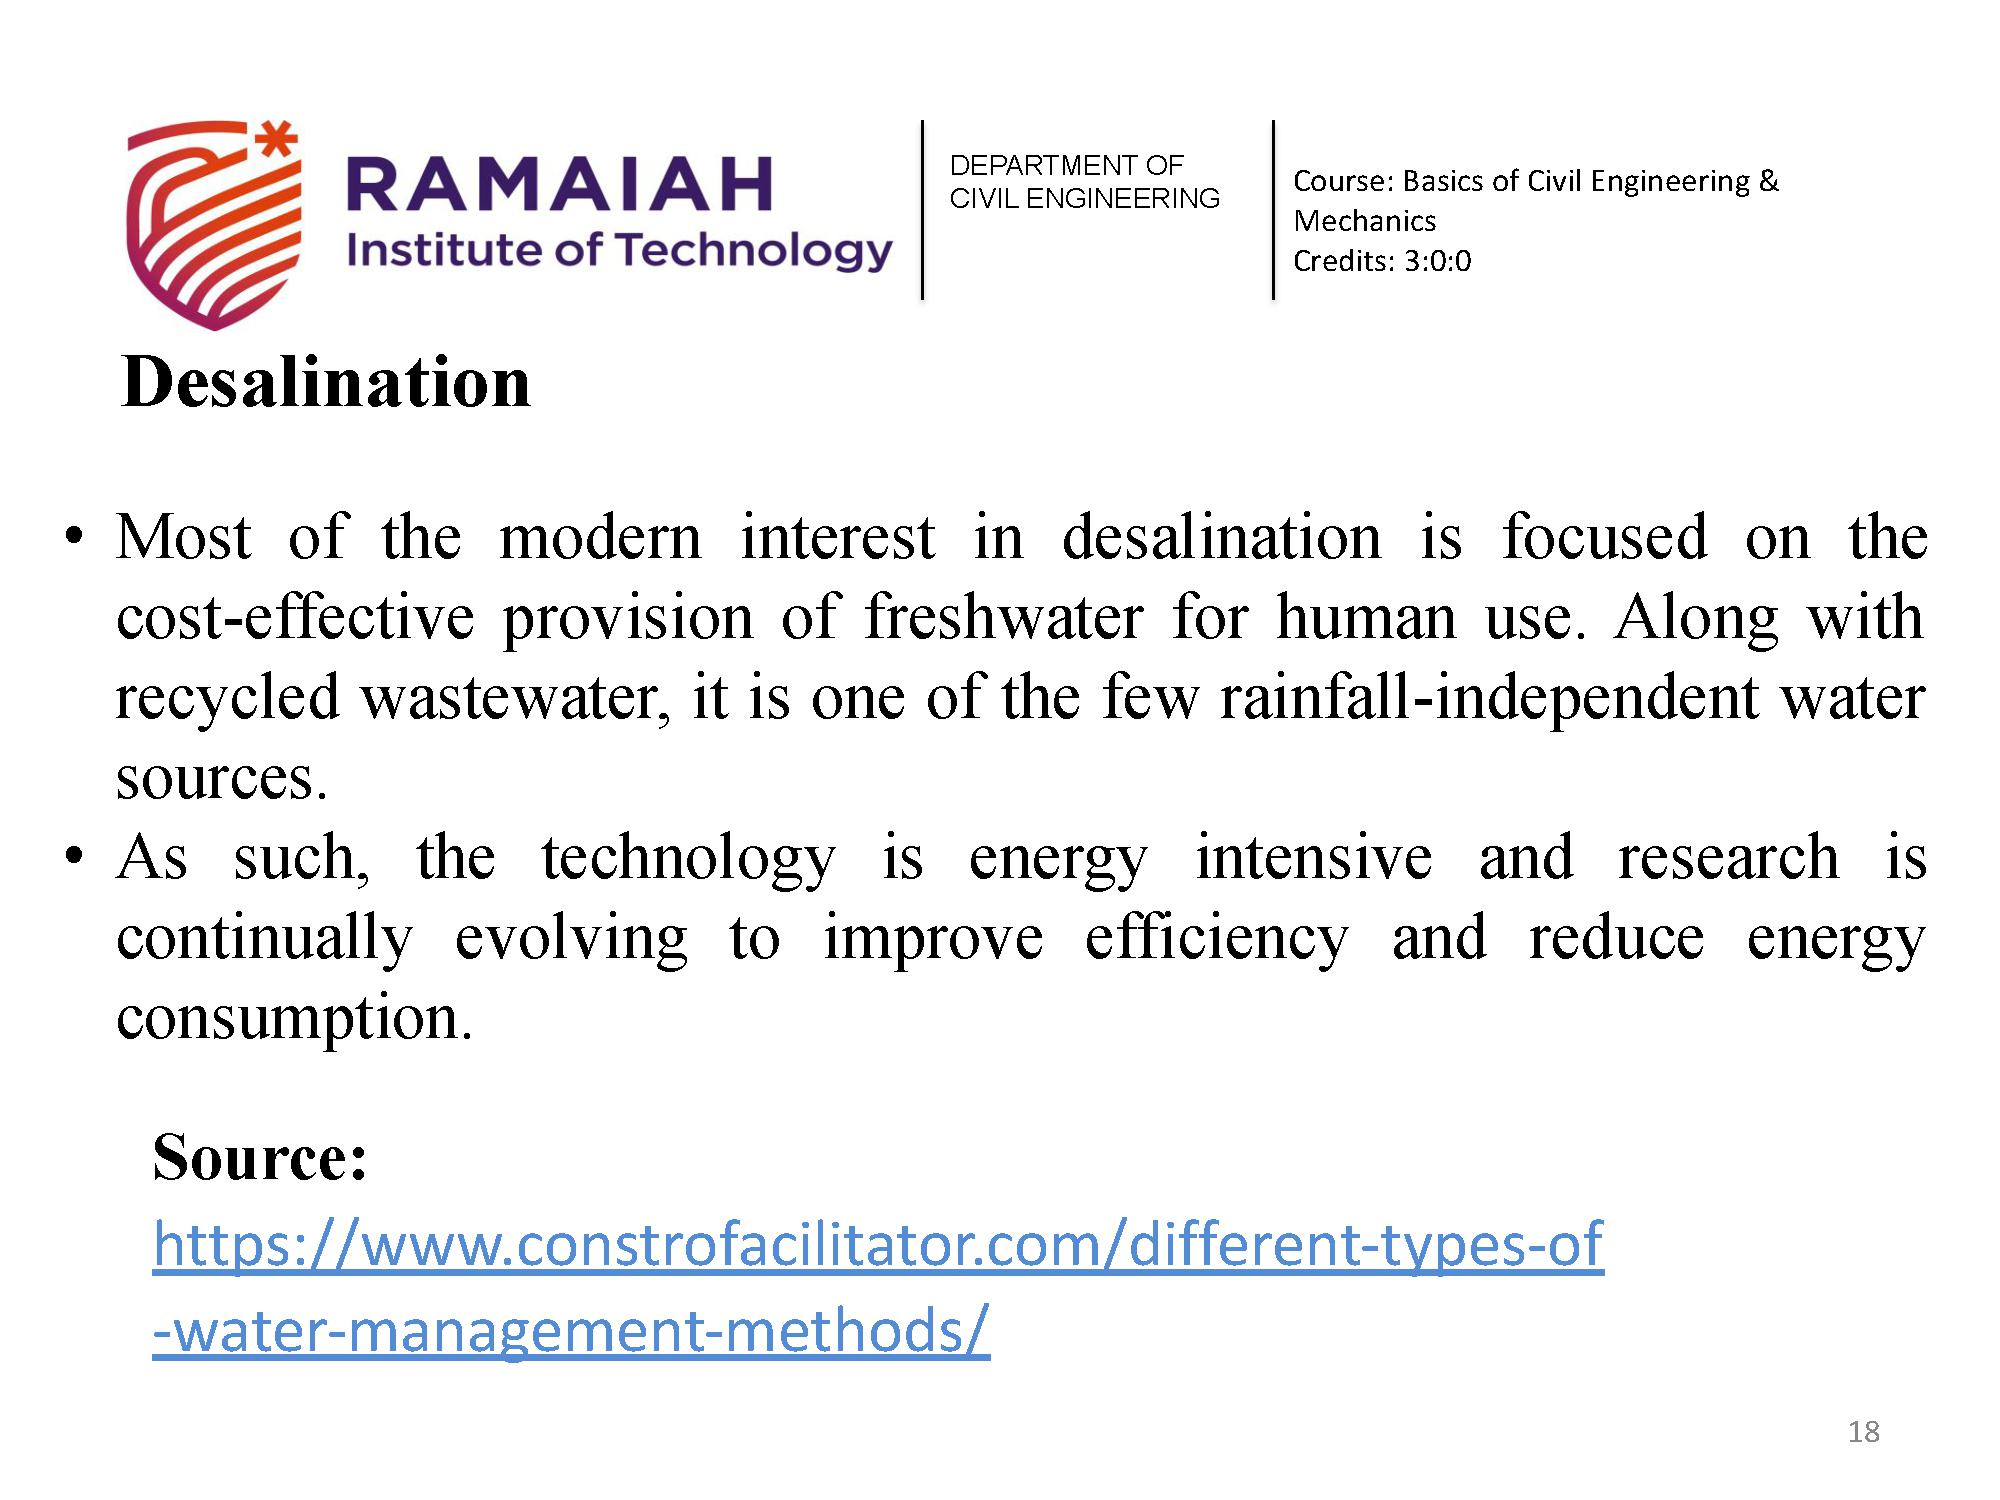 RAMAIAH
Institute of Technology
DEPARTMENT OF
CIVIL ENGINEERING
Course: Basics of Civil Engineering &
Mechanics
Credits: 3:0:0
Desalination
• Most of the modern interest in desalination is focused on the
cost-effective provision of freshwater for human use. Along with
recycled wastewater, it is one of the few rainfall-independent water
sources.
• As such, the technology is energy intensive and research is
continually evolving to improve efficiency and reduce energy
consumption.
Source:
https://www.constrofacilitator.com/different-types-of
-water-management-methods/
18